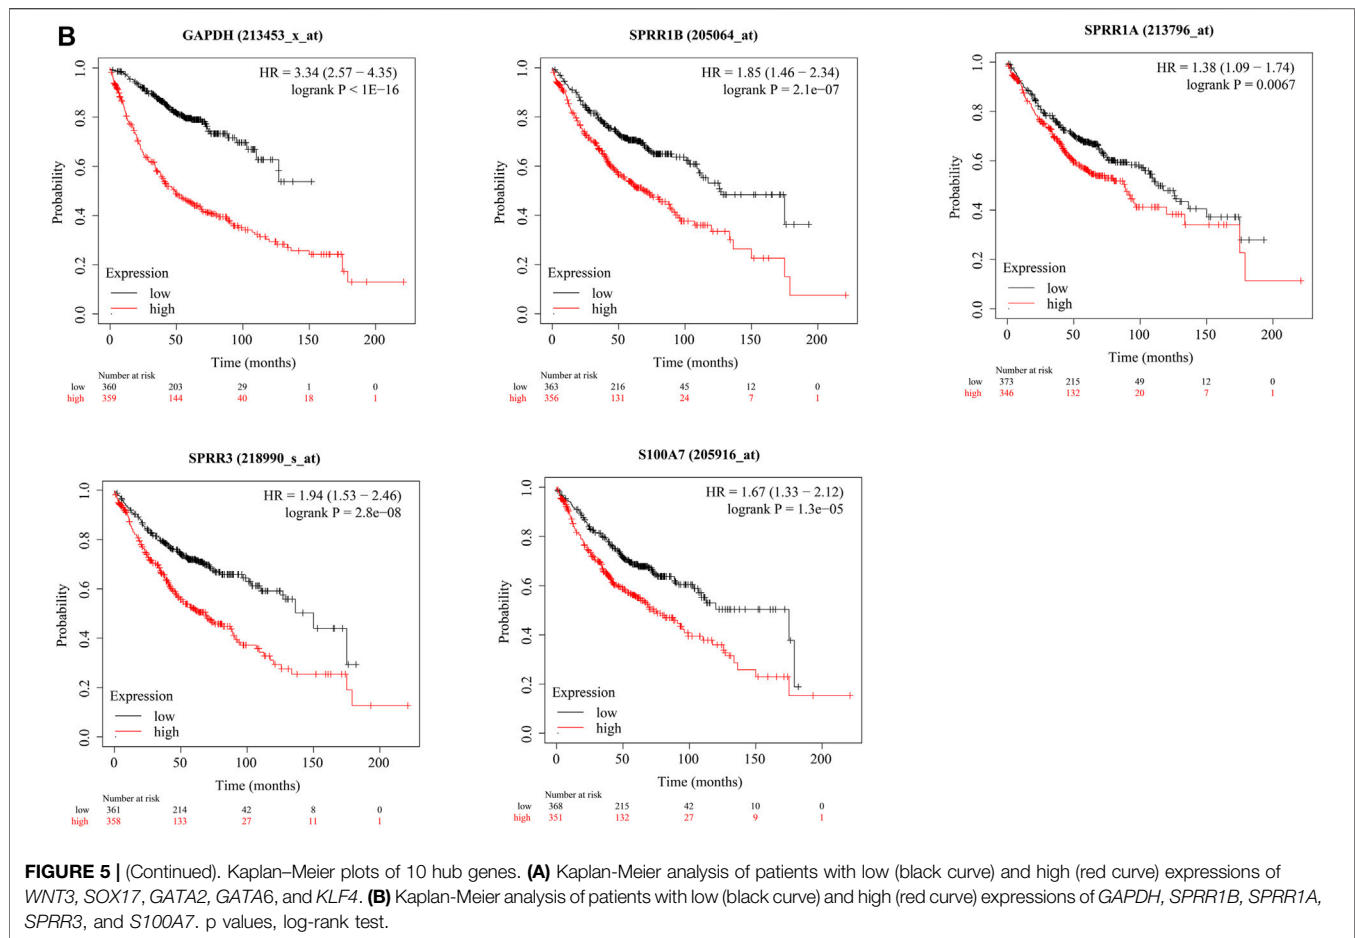 B
GAPDH (213453_x_at)
HR = 3.34 (2.57 − 4.35)
logrank P < 1E−16
Probability
1.0
0.8
0.6
0.4
0.2
0.0
Expression
low
high
0 50 100 150 200
Time (months)
Number at risk
low 360 203 29 1 0
high 359 144 40 18 1
SPRR1B (205064_at)
HR = 1.85 (1.46 − 2.34)
logrank P = 2.1e−07
Probability
1.0
0.8
0.6
0.4
0.2
0.0
Expression
low
high
0 50 100 150 200
Time (months)
Number at risk
low 363 216 45 12 0
high 356 131 24 7 1
SPRR1A (213796_at)
HR = 1.38 (1.09 − 1.74)
logrank P = 0.0067
Probability
1.0
0.8
0.6
0.4
0.2
0.0
Expression
low
high
0 50 100 150 200
Time (months)
Number at risk
low 373 215 49 12 0
high 346 132 20 7 1
SPRR3 (218990_s_at)
HR = 1.94 (1.53 − 2.46)
logrank P = 2.8e−08
Probability
1.0
0.8
0.6
0.4
0.2
0.0
Expression
low
high
0 50 100 150 200
Time (months)
Number at risk
low 361 214 42 8 0
high 358 133 27 11 1
S100A7 (205916_at)
HR = 1.67 (1.33 − 2.12)
logrank P = 1.3e−05
Probability
1.0
0.8
0.6
0.4
0.2
0.0
Expression
low
high
0 50 100 150 200
Time (months)
Number at risk
low 368 215 42 10 0
high 351 132 27 9 1
FIGURE 5 | (Continued). Kaplan–Meier plots of 10 hub genes. (A) Kaplan-Meier analysis of patients with low (black curve) and high (red curve) expressions of
WNT3, SOX17, GATA2, GATA6, and KLF4. (B) Kaplan-Meier analysis of patients with low (black curve) and high (red curve) expressions of GAPDH, SPRR1B, SPRR1A,
SPRR3, and S100A7. p values, log-rank test.